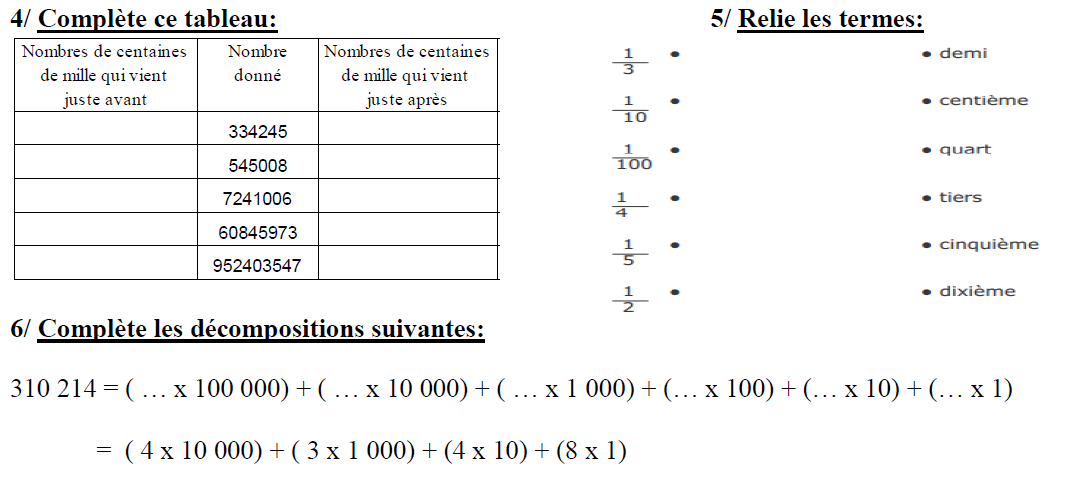 4/ Complète ce tableau:
Nombres de centaines de mille qui vient juste avant
Nombre donné
Nombres de centaines de mille qui vient juste après
334245
545008
7241006
60845973
952403547
5/ Relie les termes:
1/3 • • demi
1/10 • • centième
1/100 • • quart
1/4 • • tiers
1/5 • • cinquième
1/2 • • dixième
6/ Complète les décompositions suivantes:
310 214 = ( … x 100 000) + ( … x 10 000) + ( … x 1 000) + (… x 100) + (… x 10) + (… x 1)
= ( 4 x 10 000) + ( 3 x 1 000) + (4 x 10) + (8 x 1)